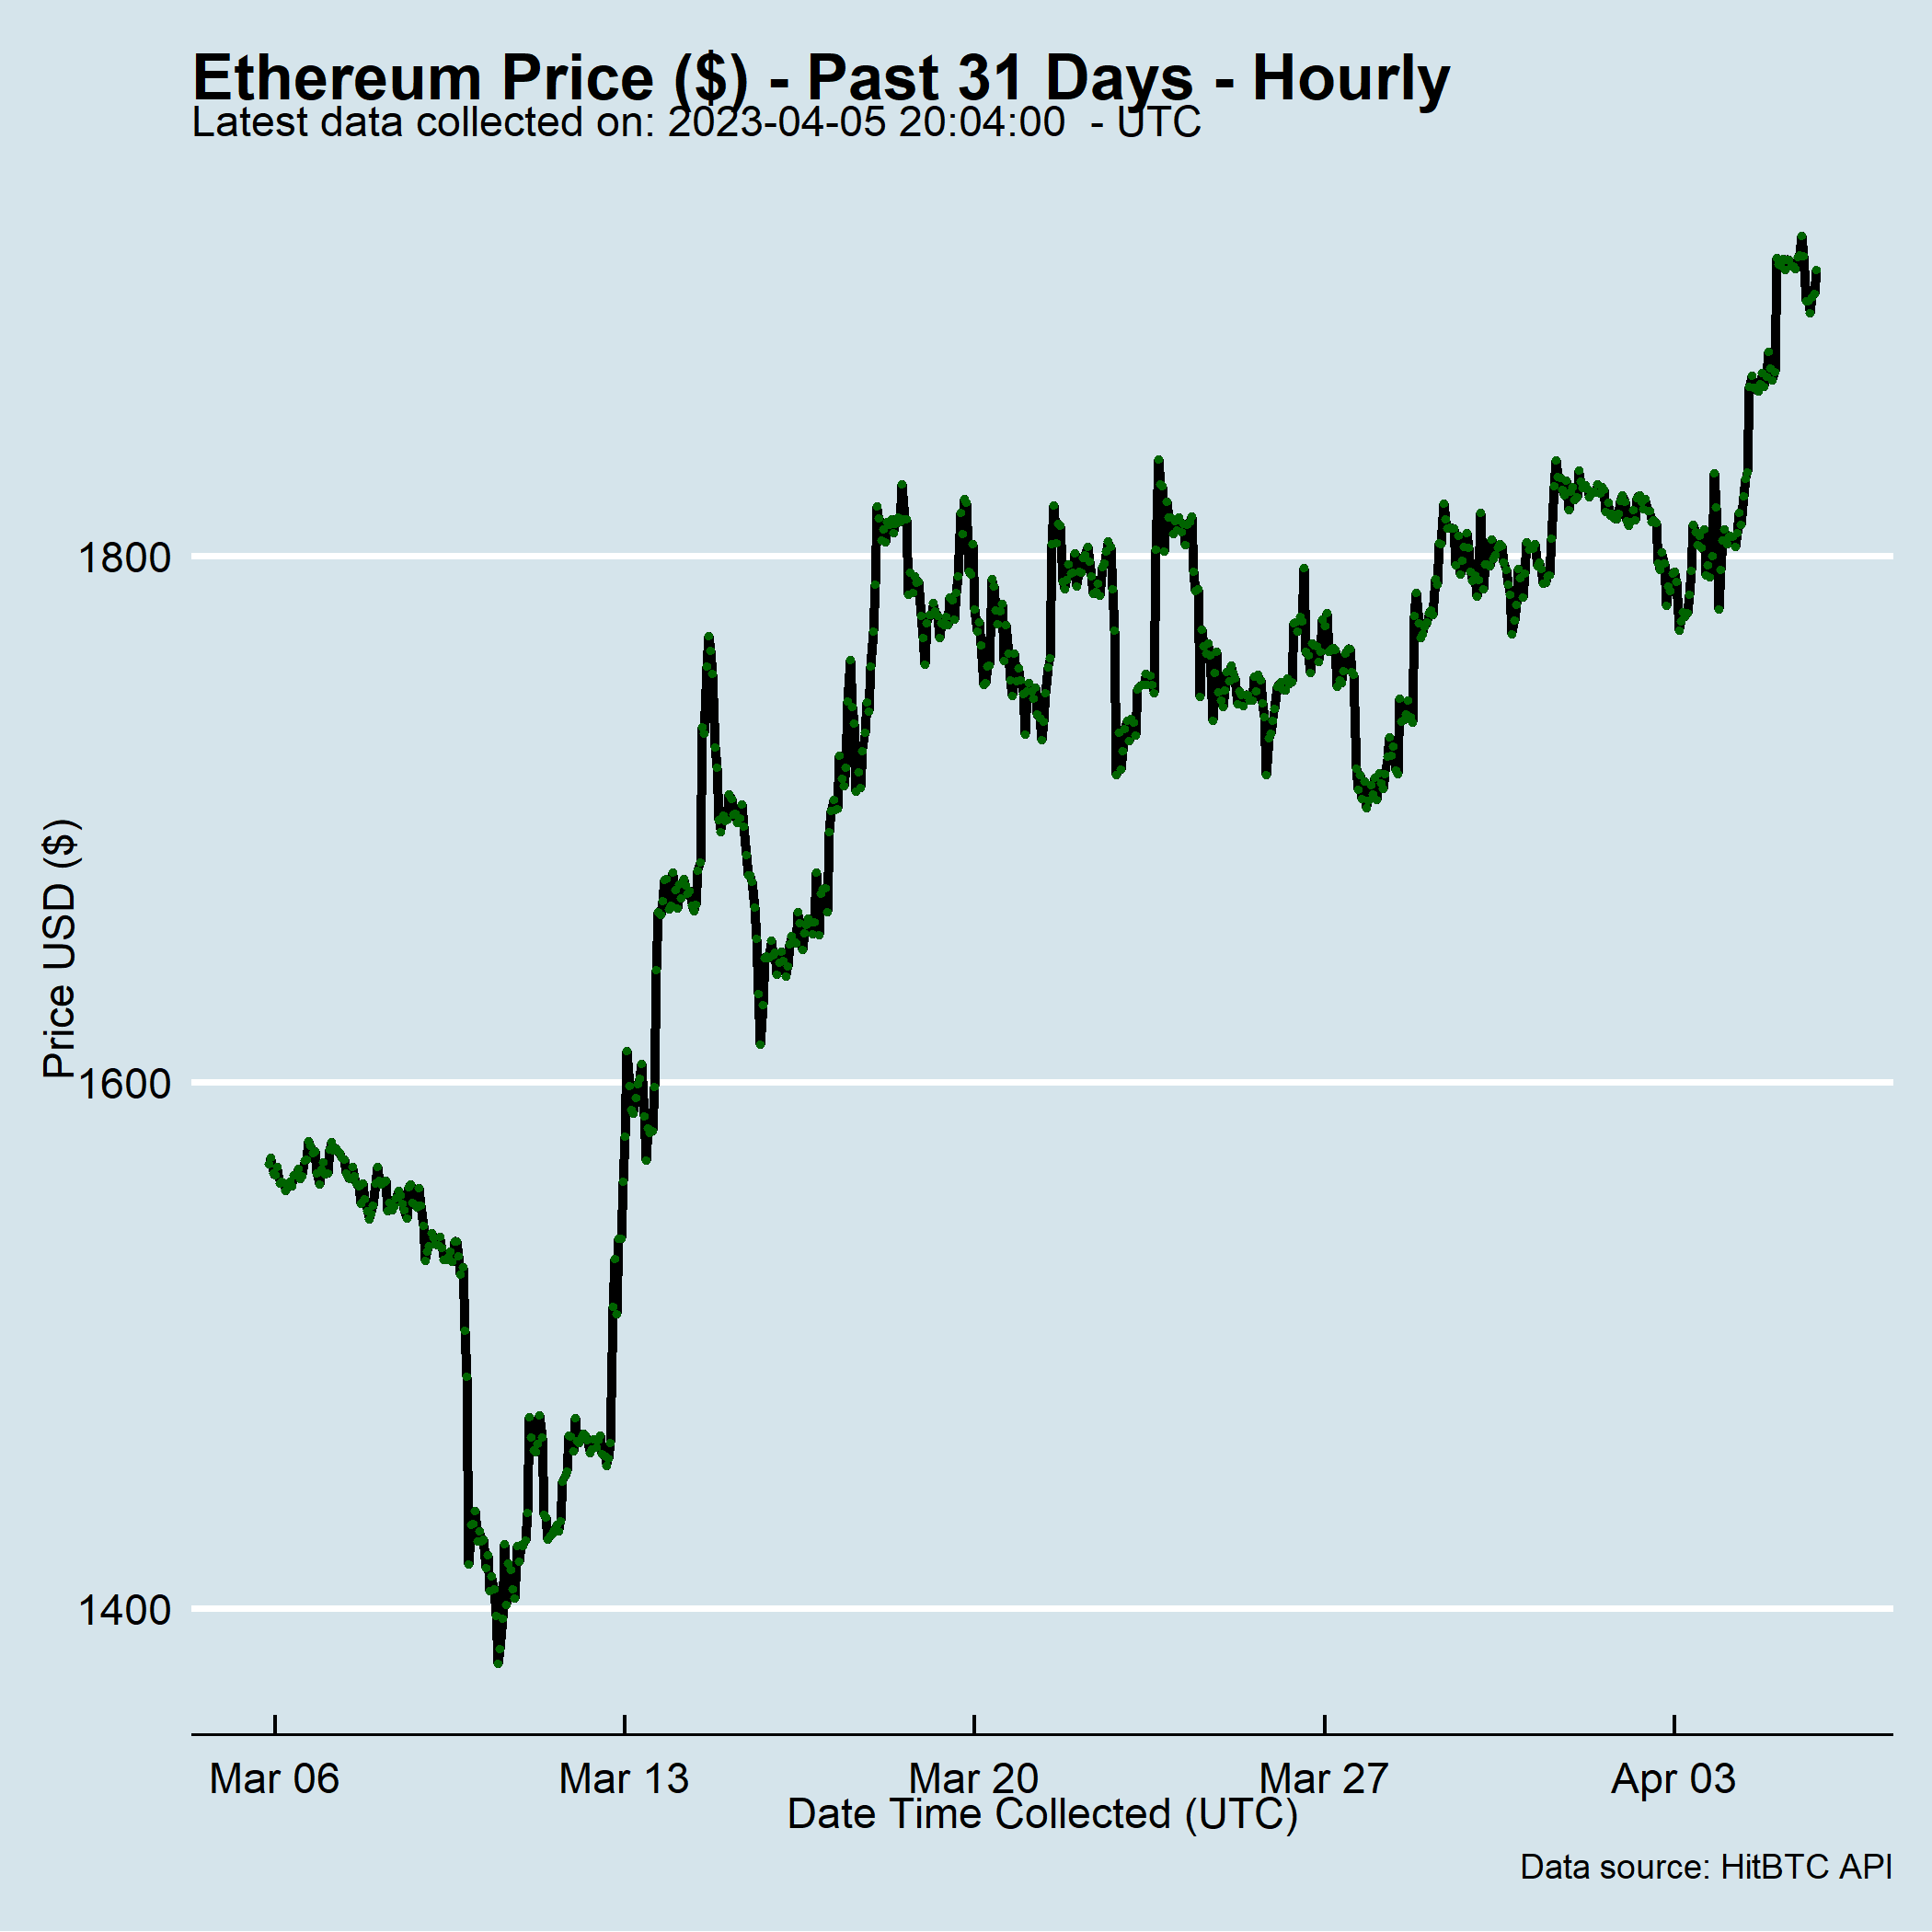 Ethereum Price ($) - Past 31 Days - Hourly
Latest data collected on: 2023-04-05 20:04:00  - UTC
Price USD ($)
1800
1600
1400
Mar 06 Mar 13 Mar 20 Mar 27 Apr 03
Date Time Collected (UTC)
Data source: HitBTC API